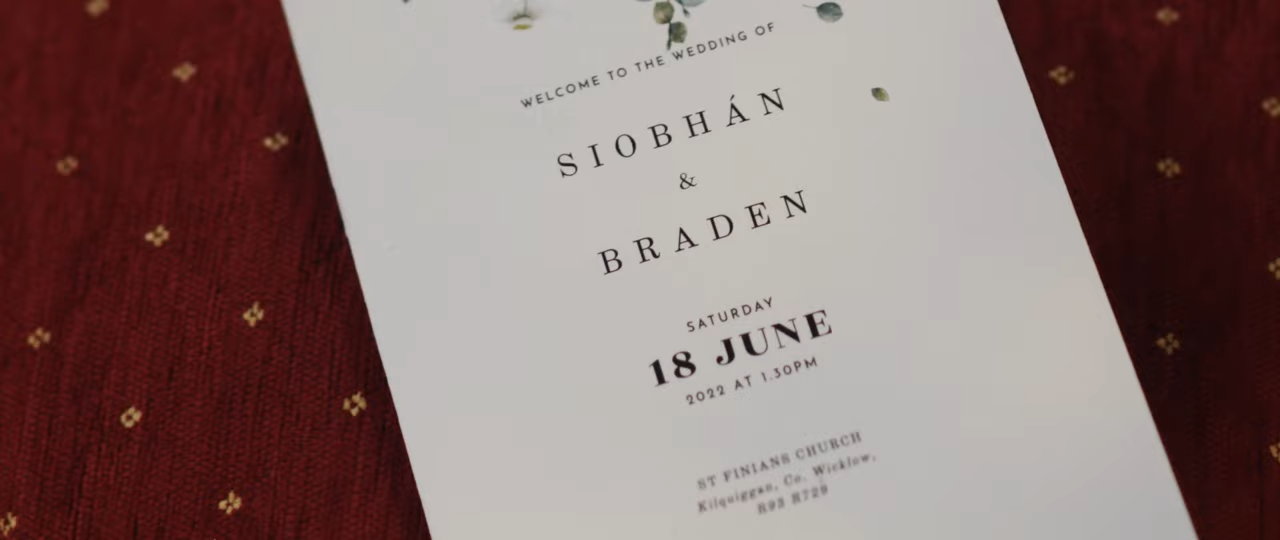 WELCOME TO THE WEDDING OF
SIOBHÁN
&
BRADEN
SATURDAY
18 JUNE
2022 AT 1.30PM
ST FINIANS CHURCH
Kilquiggan, Co. Wicklow,
R93 R729